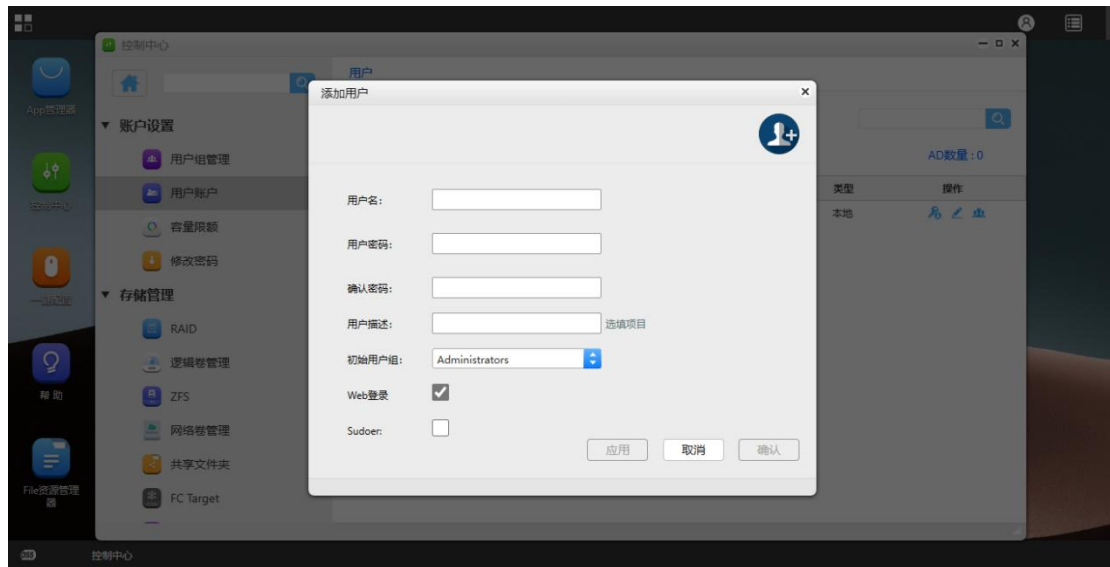 控制中心
用户
添加用户
App管理器
账户设置
用户组管理
AD数量 : 0
用户账户
类型
操作
用户名:
控制中心
容量限额
本地
用户密码:
修改密码
确认密码:
存储管理
RAID
用户描述:
选填项目
逻辑卷管理
初始用户组:
Administrators
帮 助
ZFS
Web登录
网络卷管理
Sudoer:
应用
取消
确认
共享文件夹
File资源管理器
FC Target
控制中心